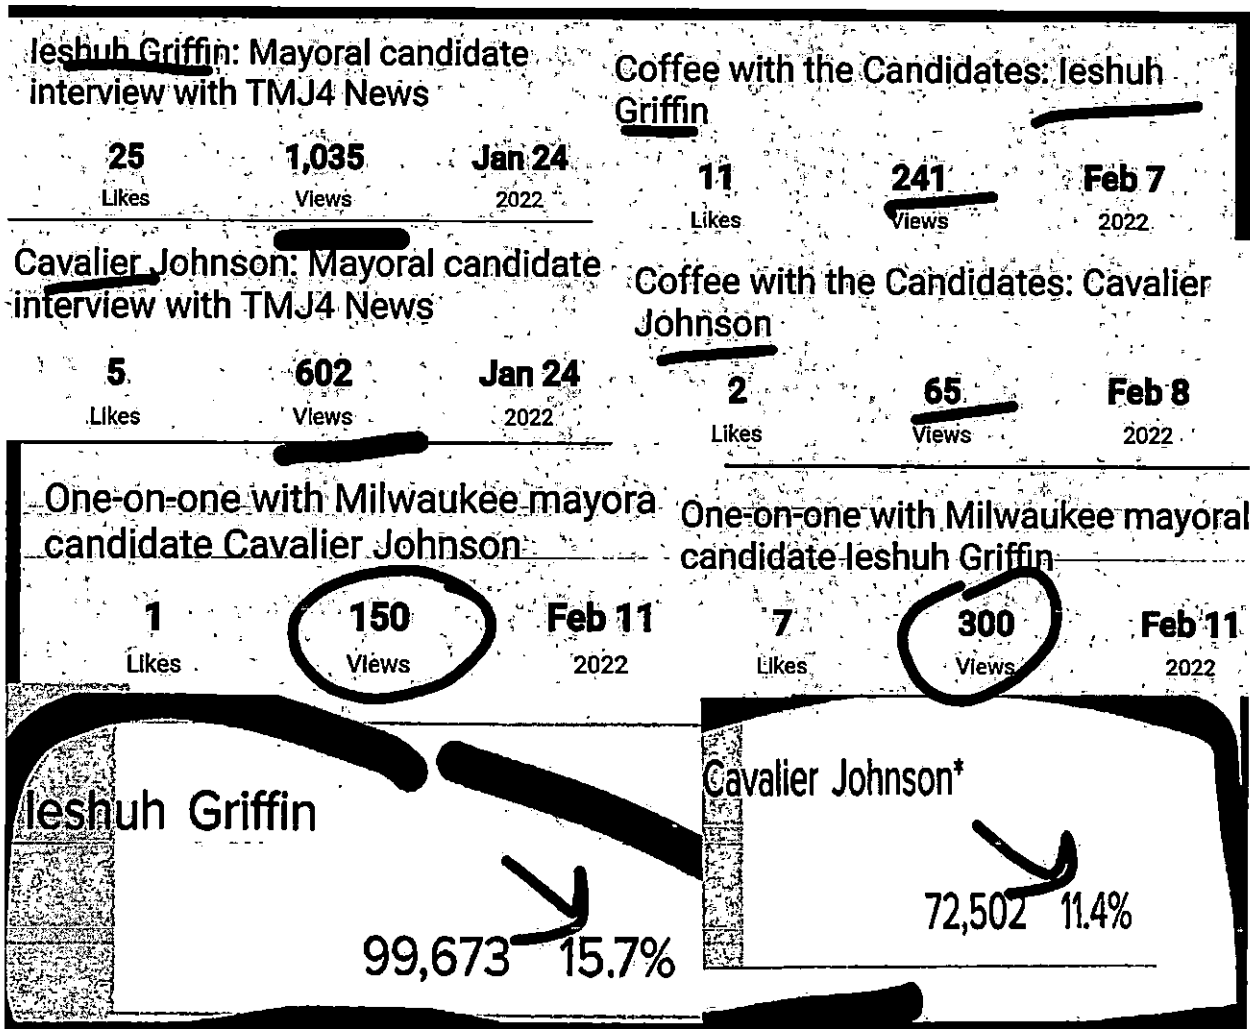 Ieshuh Griffin: Mayoral candidate
interview with TMJ4 News
25 1,035 Jan 24
Likes Views 2022
Cavalier Johnson: Mayoral candidate
interview with TMJ4 News
5 602 Jan 24
Likes Views 2022
Coffee with the Candidates: Ieshuh
Griffin
11 241 Feb 7
Likes Views 2022
Coffee with the Candidates: Cavalier
Johnson
2 65 Feb 8
Likes Views 2022
One-on-one with Milwaukee mayora
candidate Cavalier Johnson
1 150 Feb 11
Likes Views 2022
One-on-one with Milwaukee mayoral
candidate Ieshuh Griffin
7 300 Feb 11
Likes Views 2022
Ieshuh Griffin
99,673 15.7%
Cavalier Johnson*
72,502 11.4%